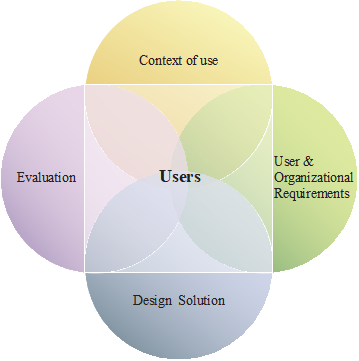 Context of use
Evaluation
Users
User &
Organizational
Requirements
Design Solution